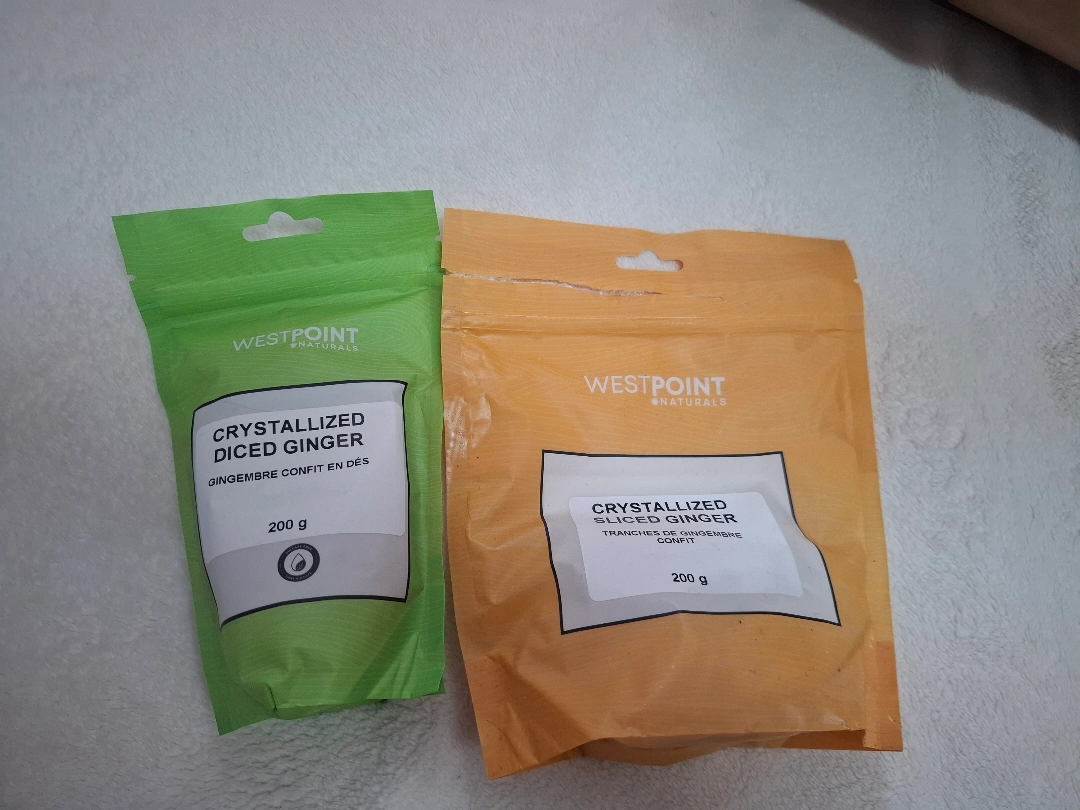 WESTPOINT
NATURALS
CRYSTALLIZED
DICED GINGER
GINGEMBRE CONFIT EN DÉS
200 g
WESTPOINT
NATURALS
CRYSTALLIZED
SLICED GINGER
TRANCHES DE GINGEMBRE
CONFIT
200 g